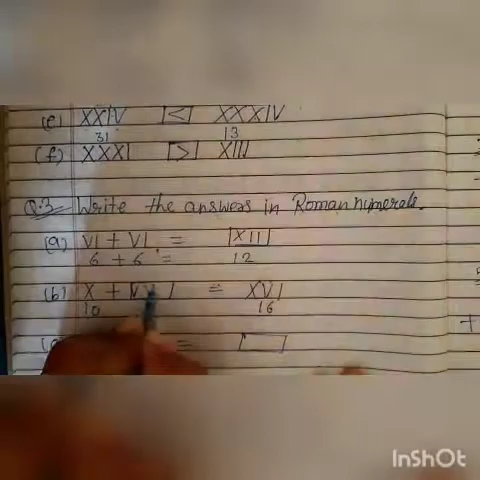 (e) XXIV [<] XXXIV
31 13
(f) XXXI [>] XIII
Q.3 Write the answers in Roman numerals.
(a) VI + VI = [XII]
6 + 6 = 12
(b) X + [VI] = XVI
10 16
= [ ]
+
InShOt